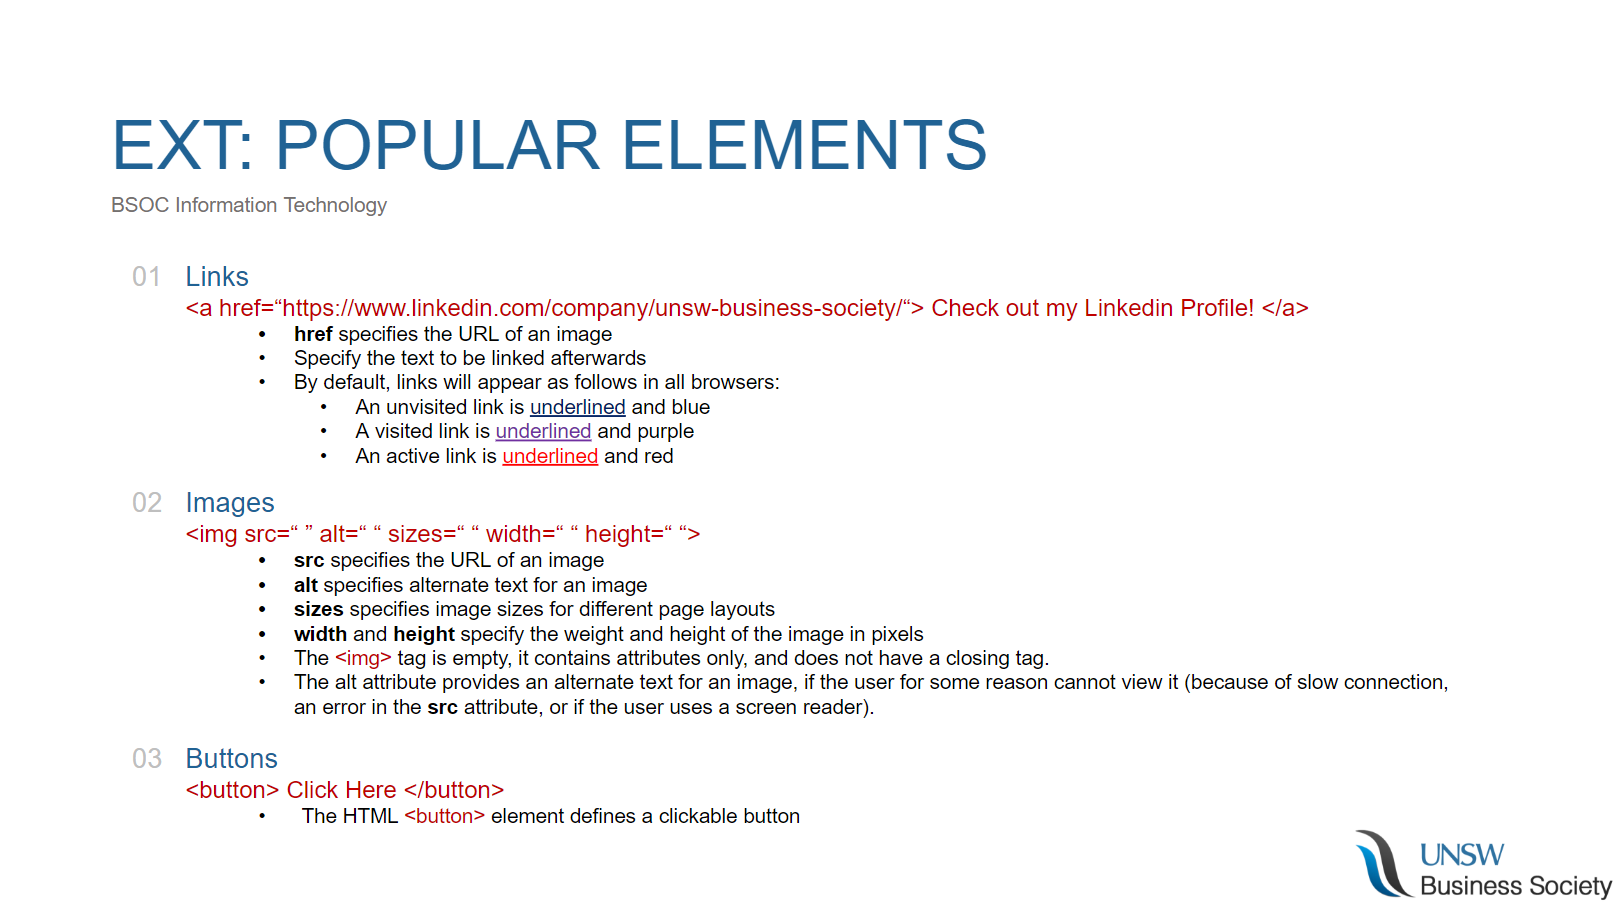 EXT: POPULAR ELEMENTS
BSOC Information Technology
01 Links
<a href=“https://www.linkedin.com/company/unsw-business-society/“> Check out my Linkedin Profile! </a>
• href specifies the URL of an image
• Specify the text to be linked afterwards
• By default, links will appear as follows in all browsers:
• An unvisited link is underlined and blue
• A visited link is underlined and purple
• An active link is underlined and red
02 Images
<img src=“ ” alt=“ “ sizes=“ “ width=“ “ height=“ “>
• src specifies the URL of an image
• alt specifies alternate text for an image
• sizes specifies image sizes for different page layouts
• width and height specify the weight and height of the image in pixels
• The <img> tag is empty, it contains attributes only, and does not have a closing tag.
• The alt attribute provides an alternate text for an image, if the user for some reason cannot view it (because of slow connection,
an error in the src attribute, or if the user uses a screen reader).
03 Buttons
<button> Click Here </button>
• The HTML <button> element defines a clickable button
UNSW
Business Society